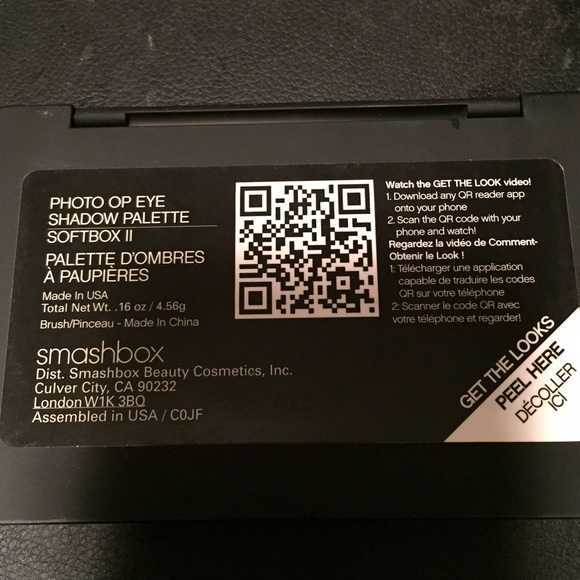 PHOTO OP EYE
SHADOW PALETTE
SOFTBOX II
PALETTE D'OMBRES
À PAUPIÈRES
Made In USA
Total Net Wt. .16 oz / 4.56g
Brush/Pinceau - Made In China
smashbox
Dist. Smashbox Beauty Cosmetics, Inc.
Culver City, CA 90232
London W1K 3BQ
Assembled in USA / C0JF
Watch the GET THE LOOK video!
1. Download any QR reader app
onto your phone
2. Scan the QR code with your
phone and watch!
Regardez la vidéo de Comment-
Obtenir le Look !
1: Télécharger une application
capable de traduire les codes
QR sur votre téléphone
2: Scanner le code QR avec
votre téléphone et regarder!
GET THE LOOKS
PEEL HERE
DÉCOLLER
ICI